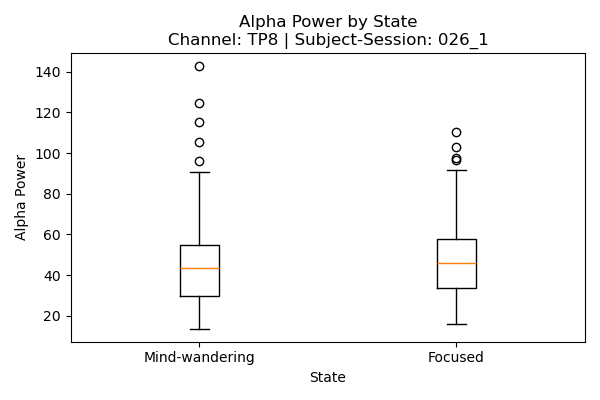 Alpha Power by State
Channel: TP8 | Subject-Session: 026_1
140
120
100
80
60
40
20
Alpha Power
Mind-wandering
Focused
State